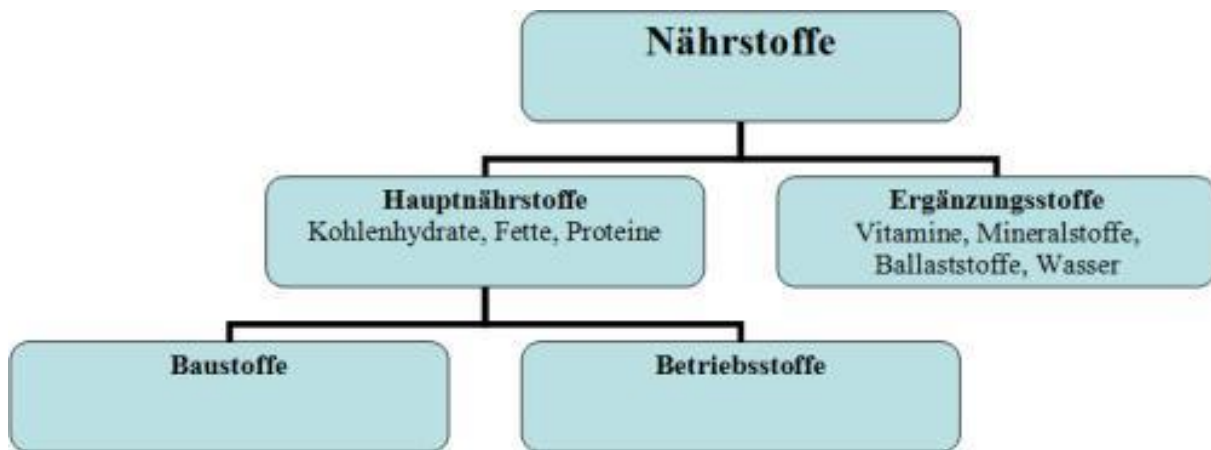 Nährstoffe
Hauptnährstoffe
Kohlenhydrate, Fette, Proteine
Ergänzungsstoffe
Vitamine, Mineralstoffe,
Ballaststoffe, Wasser
Baustoffe
Betriebsstoffe